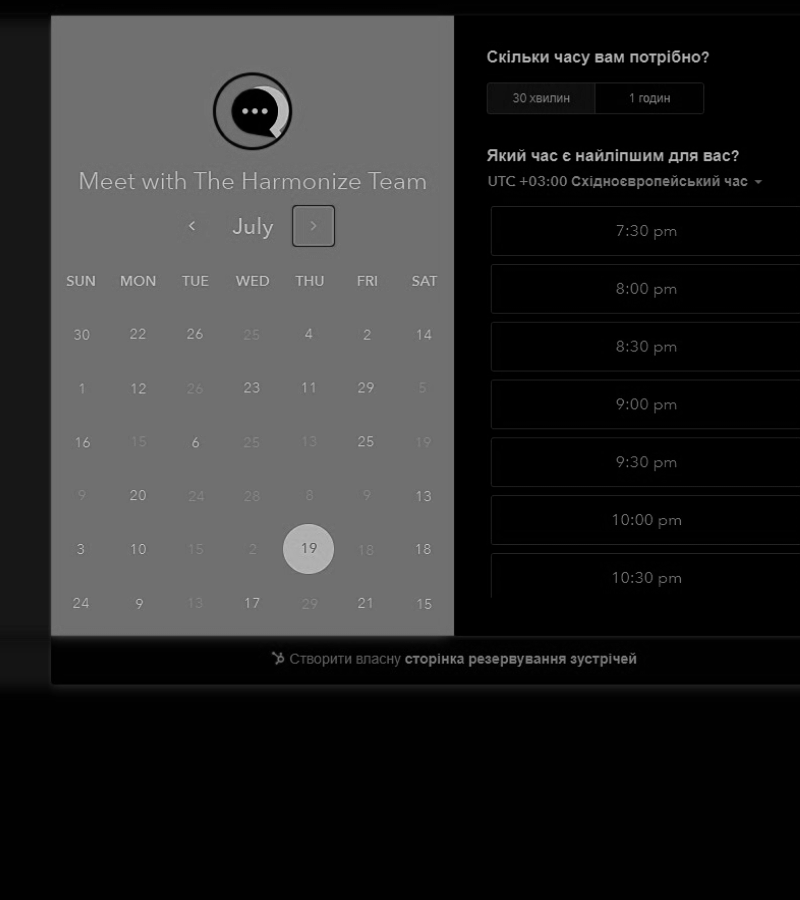 Meet with The Harmonize Team
July
SUN MON TUE WED THU FRI SAT
30 22 26 25 4 2 14
1 12 26 23 11 29 5
16 15 6 25 13 25 19
9 20 24 28 8 9 13
3 10 15 2 19 18 18
24 9 13 17 29 21 15
Скільки часу вам потрібно?
30 хвилин 1 годин
Який час є найліпшим для вас?
UTC +03:00 Східноєвропейський час
7:30 pm
8:00 pm
8:30 pm
9:00 pm
9:30 pm
10:00 pm
10:30 pm
Створити власну сторінка резервування зустрічей